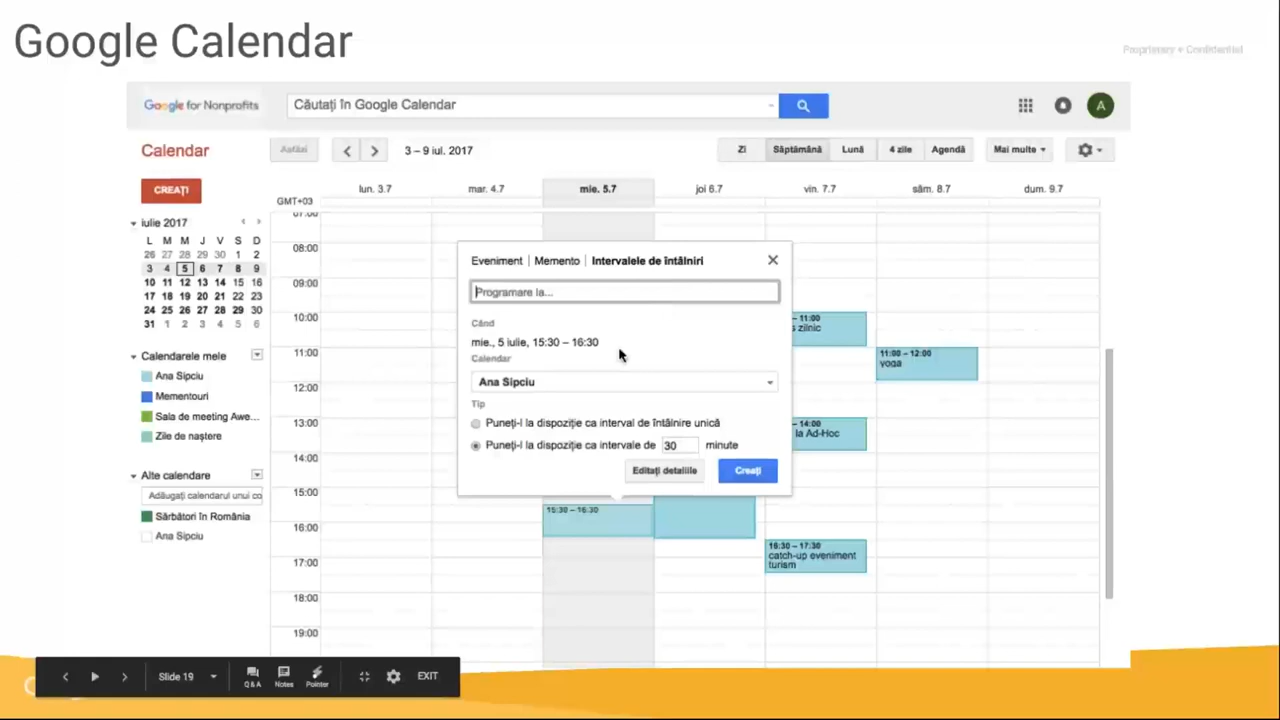 Google Calendar
Proprietary + Confidential
Google for Nonprofits
Căutați în Google Calendar
A
Calendar
Astăzi
3 – 9 iul. 2017
Zi
Săptămână
Lună
4 zile
Agendă
Mai multe
CREAȚI
lun. 3.7
mar. 4.7
mie. 5.7
joi 6.7
vin. 7.7
sâm. 8.7
dum. 9.7
GMT+03
iulie 2017
L M M J V S D
26 27 28 29 30 1 2
3 4 5 6 7 8 9
10 11 12 13 14 15 16
17 18 19 20 21 22 23
24 25 26 27 28 29 30
31 1 2 3 4 5 6
Calendarele mele
Ana Sipciu
Mementouri
Sala de meeting Awe...
Zile de naștere
Alte calendare
Adăugați calendarul unui co
Sărbători în România
Ana Sipciu
07:00
08:00
09:00
10:00
11:00
12:00
13:00
14:00
15:00
16:00
17:00
18:00
19:00
Eveniment
Memento
Intervalele de întâlniri
Programare la...
Când
mie., 5 iulie, 15:30 – 16:30
Calendar
Ana Sipciu
Tip
Puneți-l la dispoziție ca interval de întâlnire unică
Puneți-l la dispoziție ca intervale de 30 minute
Editați detaliile
Creați
15:30 – 16:30
– 11:00
s zilnic
11:00 – 12:00
yoga
– 14:00
la Ad-Hoc
16:30 – 17:30
catch-up eveniment
turism
Slide 19
Q&A
Notes
Pointer
EXIT